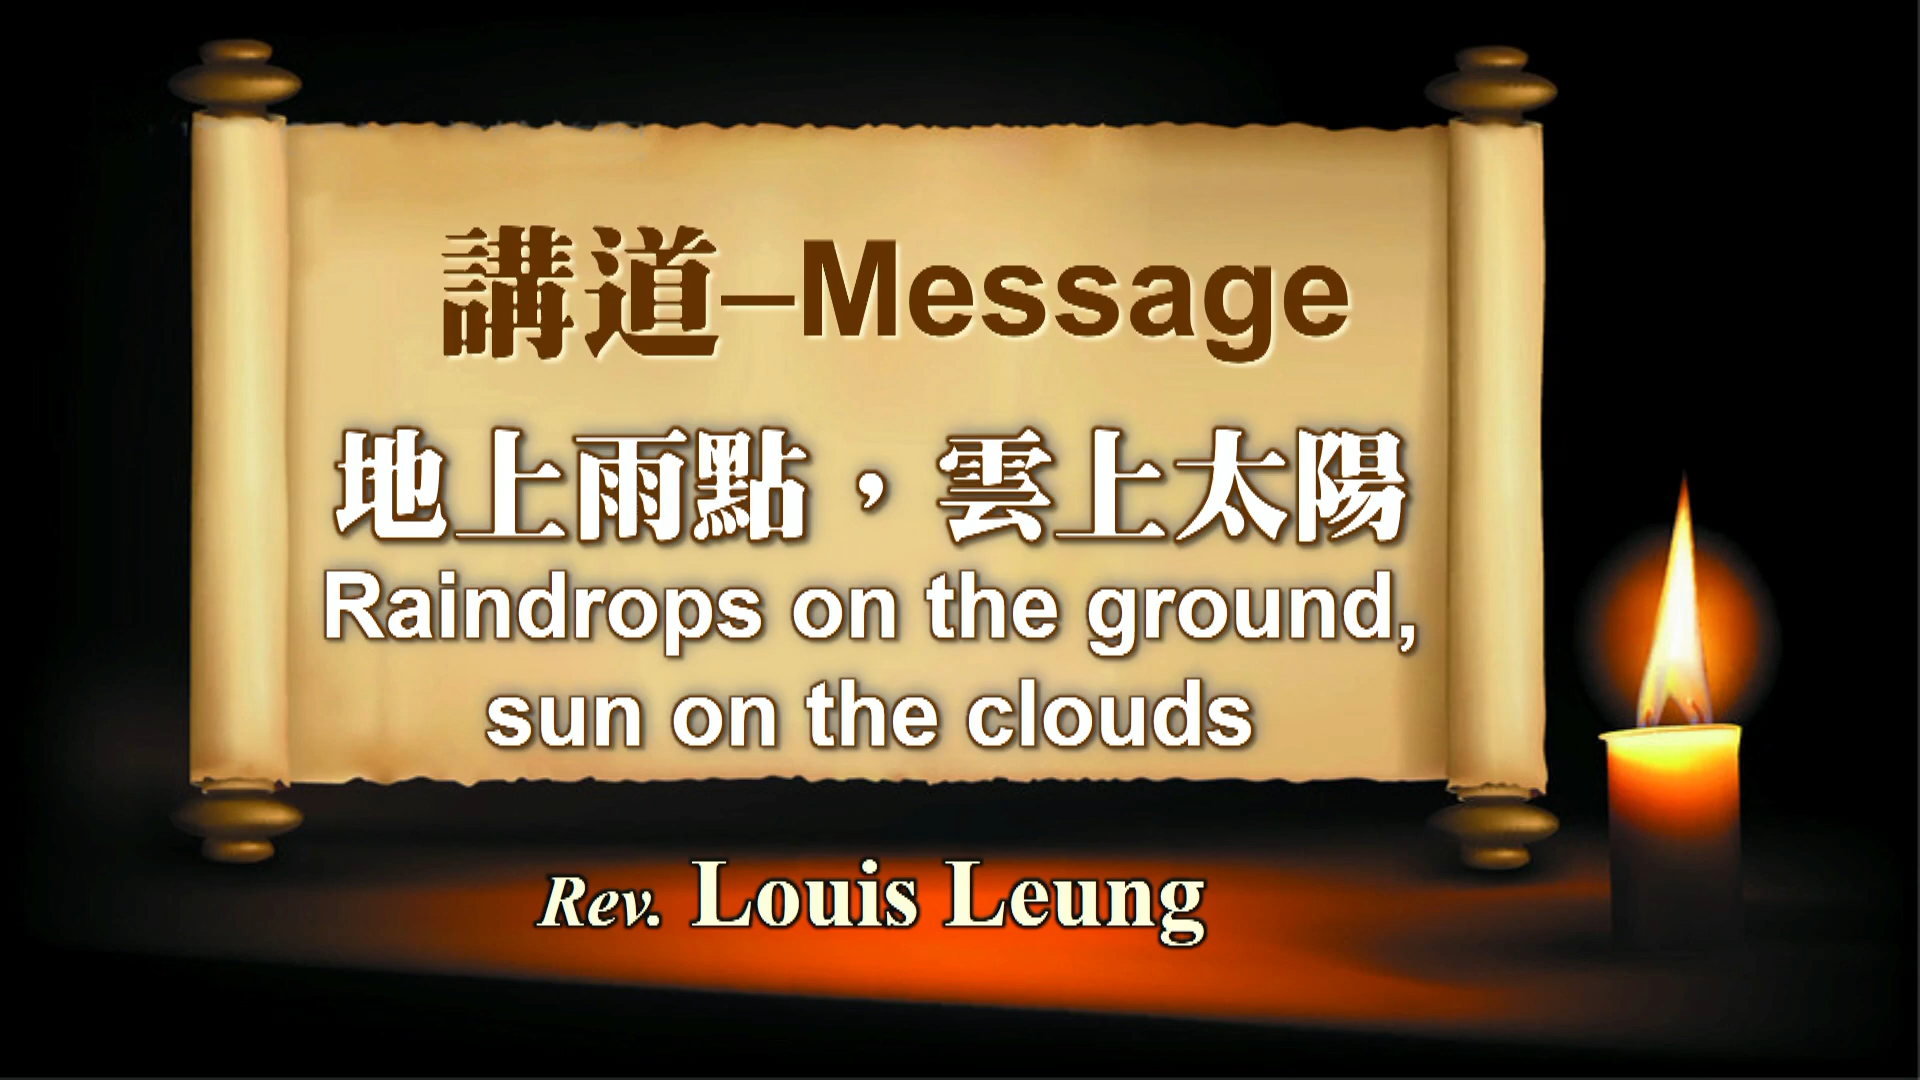 講道–Message
地上雨點，雲上太陽
Raindrops on the ground,
sun on the clouds
Rev. Louis Leung